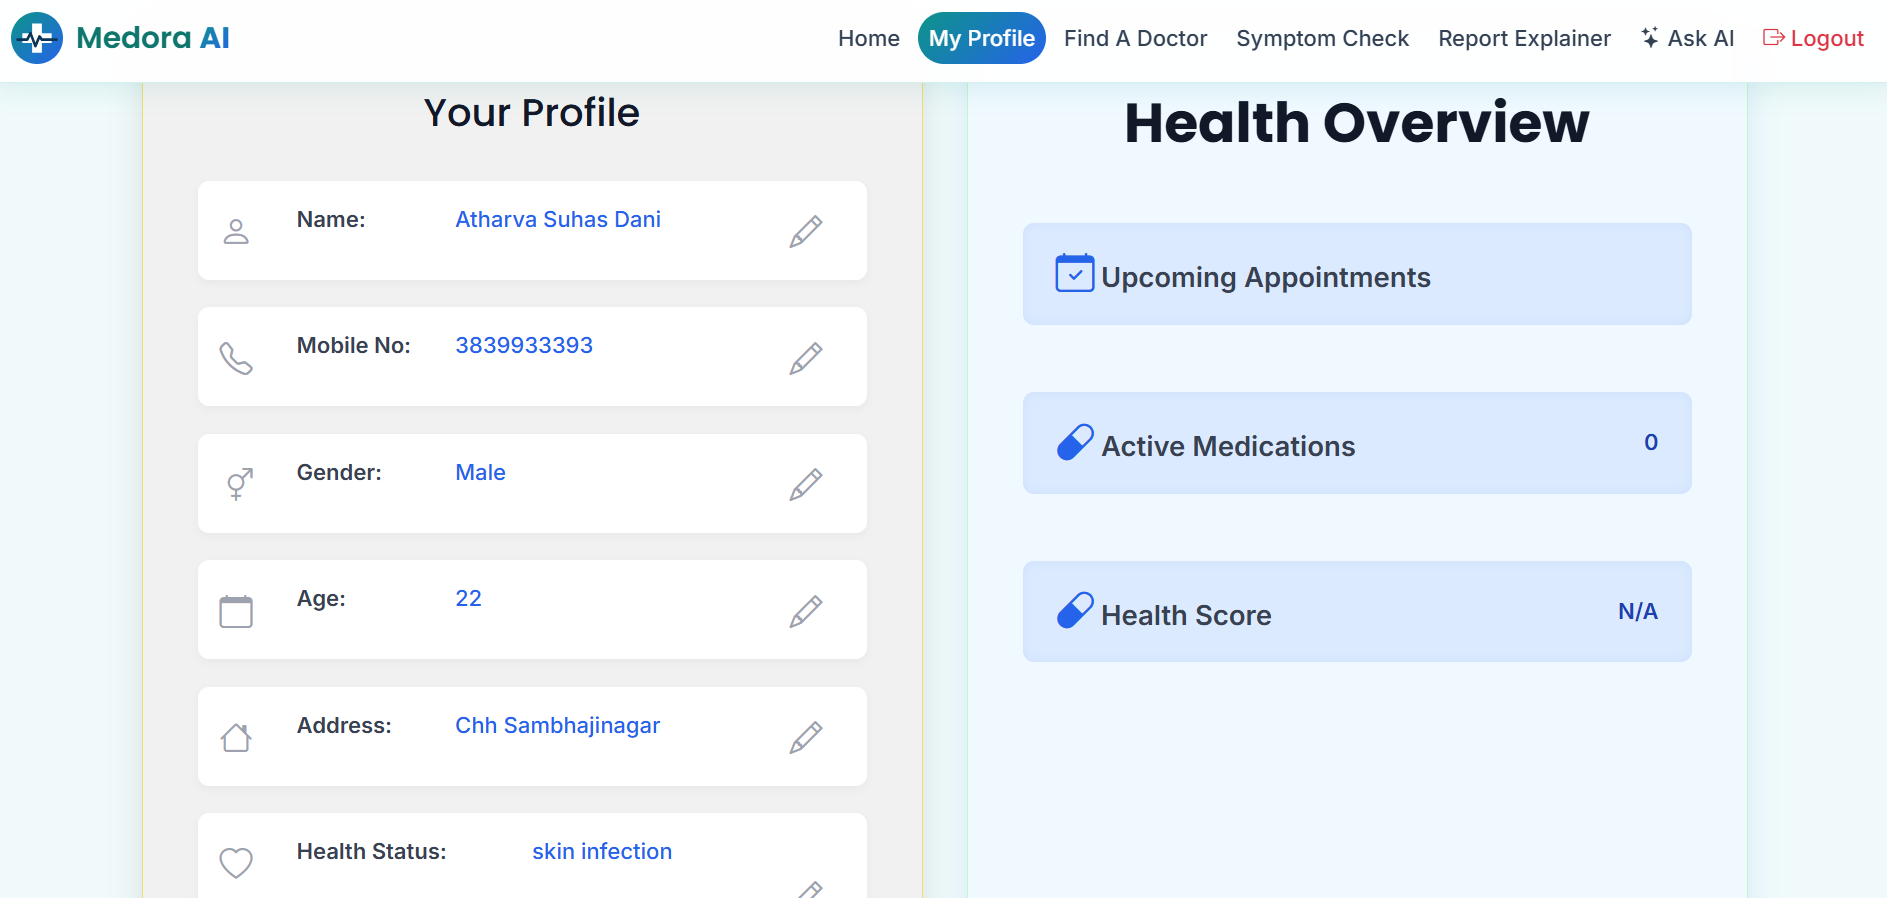 Medora AI
Home My Profile Find A Doctor Symptom Check Report Explainer Ask AI Logout
Your Profile
Name: Atharva Suhas Dani
Mobile No: 3839933393
Gender: Male
Age: 22
Address: Chh Sambhajinagar
Health Status: skin infection
Health Overview
Upcoming Appointments
Active Medications 0
Health Score N/A